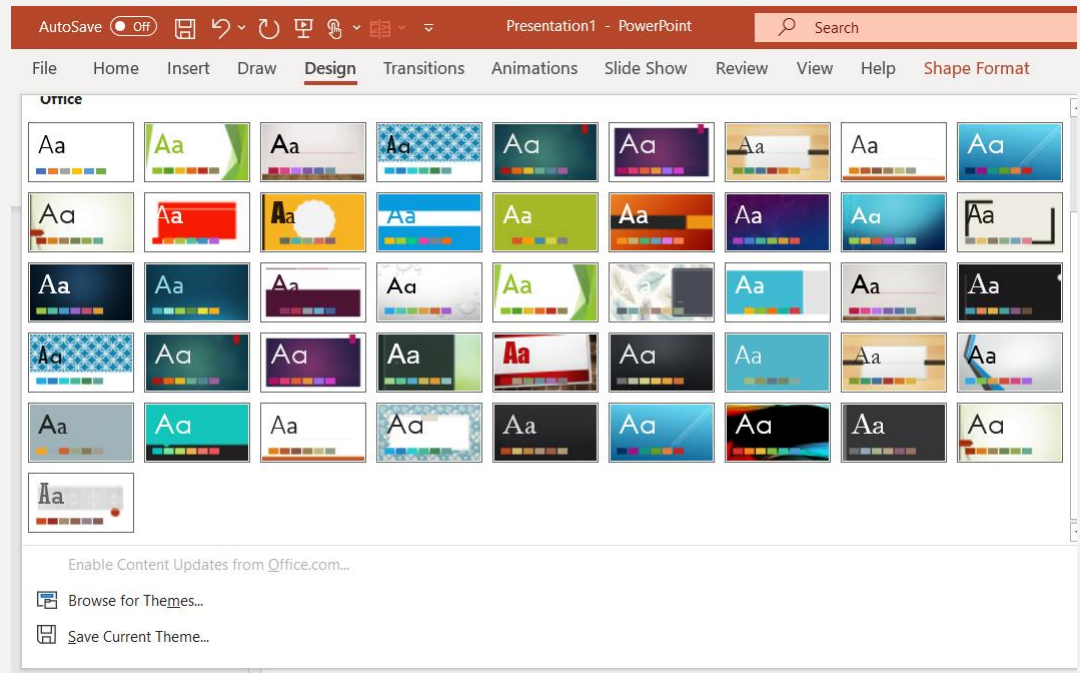 AutoSave Off Presentation1 - PowerPoint Search
File Home Insert Draw Design Transitions Animations Slide Show Review View Help Shape Format
Office
Aa Aa Aa Aa Aa Aa Aa Aa Aa
Aa Aa Aa Aa Aa Aa Aa Aa Aa
Aa Aa Aa Aa Aa Aa Aa Aa
Aa Aa Aa Aa Aa Aa Aa Aa Aa
Aa Aa Aa Aa Aa Aa Aa Aa Aa
Aa
Enable Content Updates from Office.com...
Browse for Themes...
Save Current Theme...